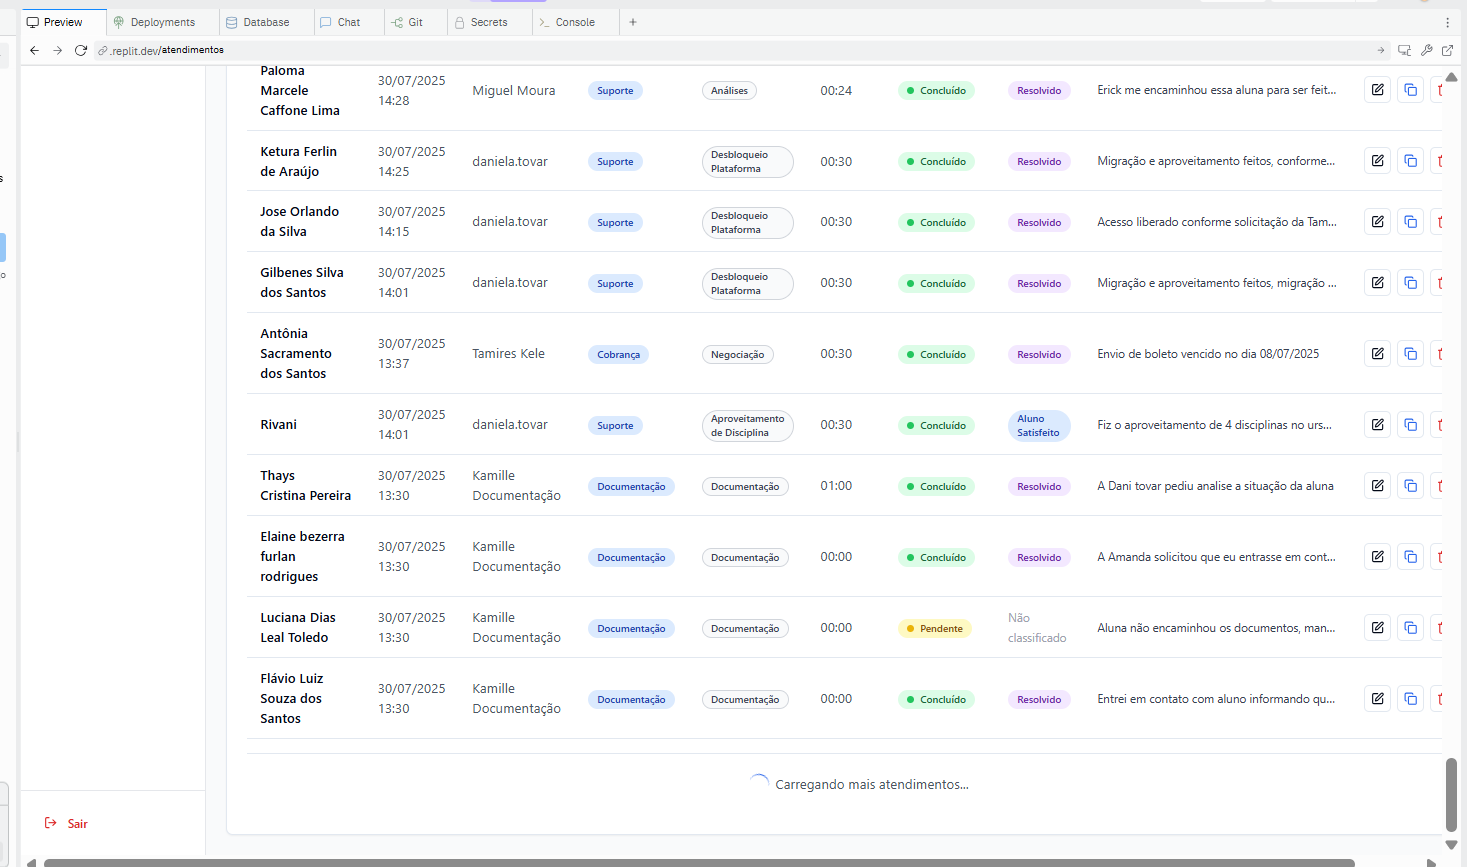 Preview
Deployments
Database
Chat
Git
Secrets
Console
.replit.dev/atendimentos
Paloma
Marcele
Caffone Lima
30/07/2025
14:28
Miguel Moura
Suporte
Análises
00:24
Concluído
Resolvido
Erick me encaminhou essa aluna para ser feit...
Ketura Ferlin
de Araújo
30/07/2025
14:25
daniela.tovar
Suporte
Desbloqueio
Plataforma
00:30
Concluído
Resolvido
Migração e aproveitamento feitos, conforme...
Jose Orlando
da Silva
30/07/2025
14:15
daniela.tovar
Suporte
Desbloqueio
Plataforma
00:30
Concluído
Resolvido
Acesso liberado conforme solicitação da Tam...
Gilbenes Silva
dos Santos
30/07/2025
14:01
daniela.tovar
Suporte
Desbloqueio
Plataforma
00:30
Concluído
Resolvido
Migração e aproveitamento feitos, migração ...
Antônia
Sacramento
dos Santos
30/07/2025
13:37
Tamires Kele
Cobrança
Negociação
00:30
Concluído
Resolvido
Envio de boleto vencido no dia 08/07/2025
Rivani
30/07/2025
14:01
daniela.tovar
Suporte
Aproveitamento
de Disciplina
00:30
Concluído
Aluno
Satisfeito
Fiz o aproveitamento de 4 disciplinas no urs...
Thays
Cristina Pereira
30/07/2025
13:30
Kamille
Documentação
Documentação
Documentação
01:00
Concluído
Resolvido
A Dani tovar pediu analise a situação da aluna
Elaine bezerra
furlan
rodrigues
30/07/2025
13:30
Kamille
Documentação
Documentação
Documentação
00:00
Concluído
Resolvido
A Amanda solicitou que eu entrasse em cont...
Luciana Dias
Leal Toledo
30/07/2025
13:30
Kamille
Documentação
Documentação
Documentação
00:00
Pendente
Não
classificado
Aluna não encaminhou os documentos, man...
Flávio Luiz
Souza dos
Santos
30/07/2025
13:30
Kamille
Documentação
Documentação
Documentação
00:00
Concluído
Resolvido
Entrei em contato com aluno informando qu...
Carregando mais atendimentos...
Sair